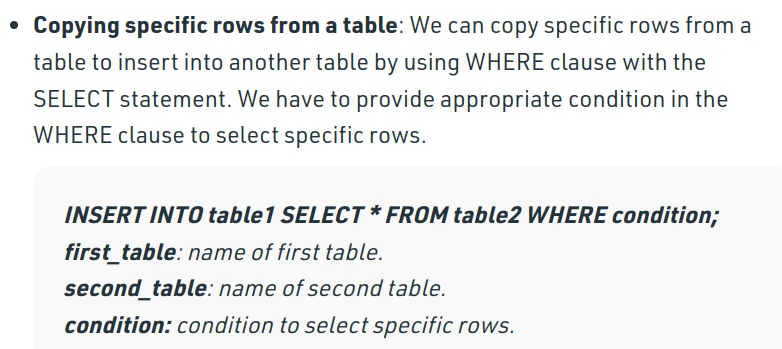 • Copying specific rows from a table: We can copy specific rows from a
table to insert into another table by using WHERE clause with the
SELECT statement. We have to provide appropriate condition in the
WHERE clause to select specific rows.
INSERT INTO table1 SELECT * FROM table2 WHERE condition;
first_table: name of first table.
second_table: name of second table.
condition: condition to select specific rows.